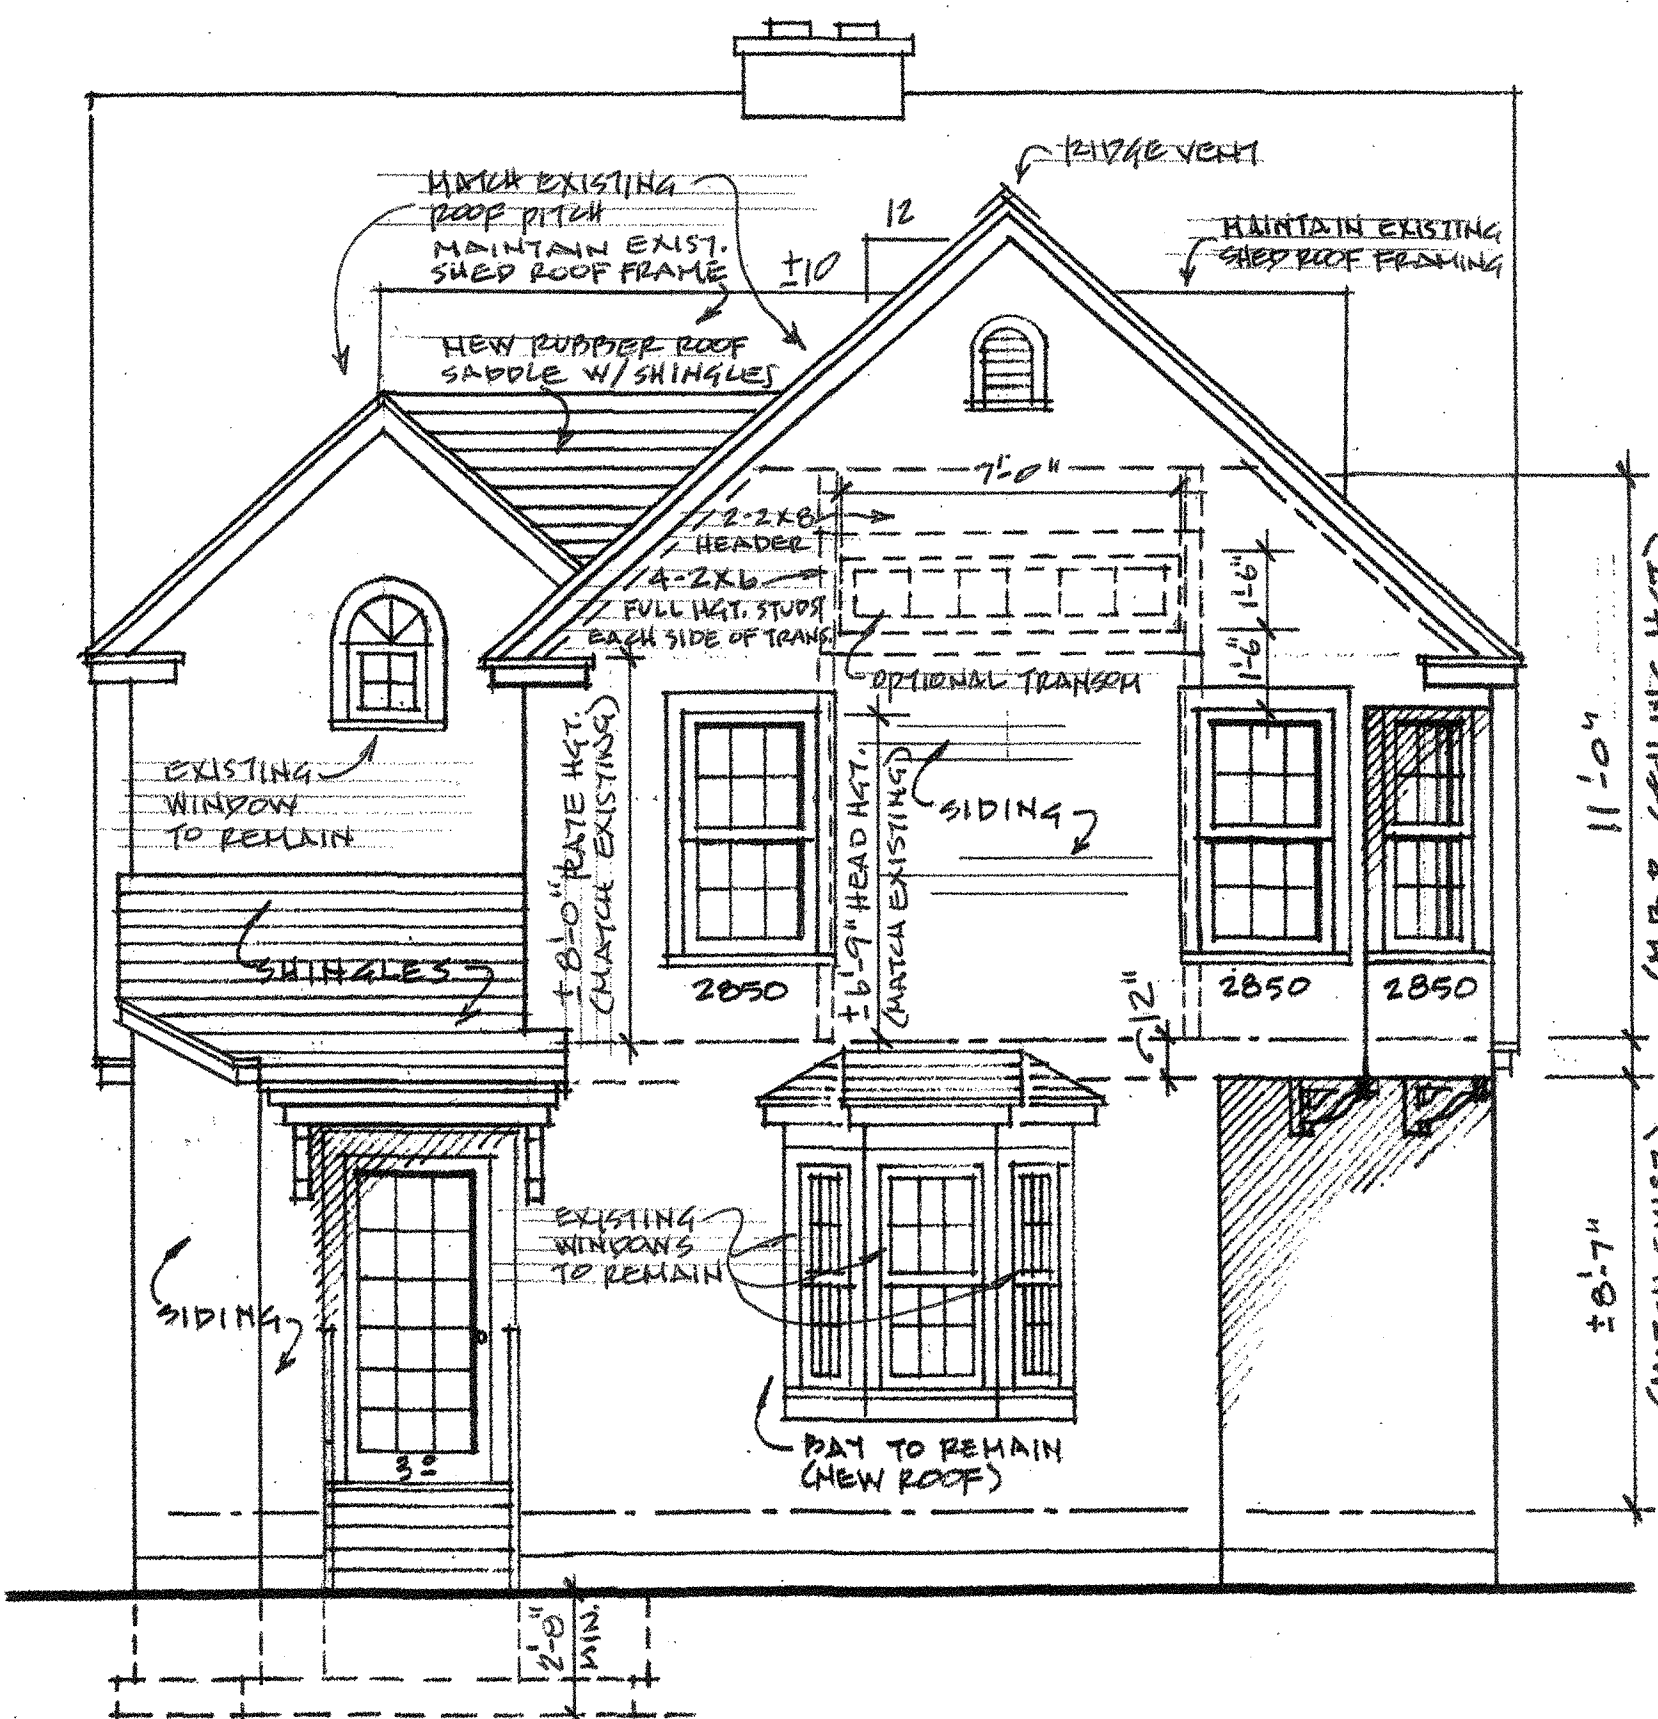 RIDGE VENT
MATCH EXISTING
ROOF PITCH
MAINTAIN EXIST.
SHED ROOF FRAME
12
±10
MAINTAIN EXISTING
SHED ROOF FRAMING
NEW RUBBER ROOF
SADDLE W/ SHINGLES
7'-0"
2-2X8
HEADER
4-2X6
FULL HGT. STUDS
EACH SIDE OF TRANS.
1'-6"
1'-6"
OPTIONAL TRANSOM
EXISTING
WINDOW
TO REMAIN
±8'-0" PLATE HGT.
(MATCH EXISTING)
±6'-9" HEAD HGT.
(MATCH EXISTING)
SIDING
11'-0"
SHINGLES
2850
2850
2850
12"
EXISTING
WINDOWS
TO REMAIN
SIDING
±8'-7"
BAY TO REMAIN
(NEW ROOF)
3°
2'-8"
MIN.